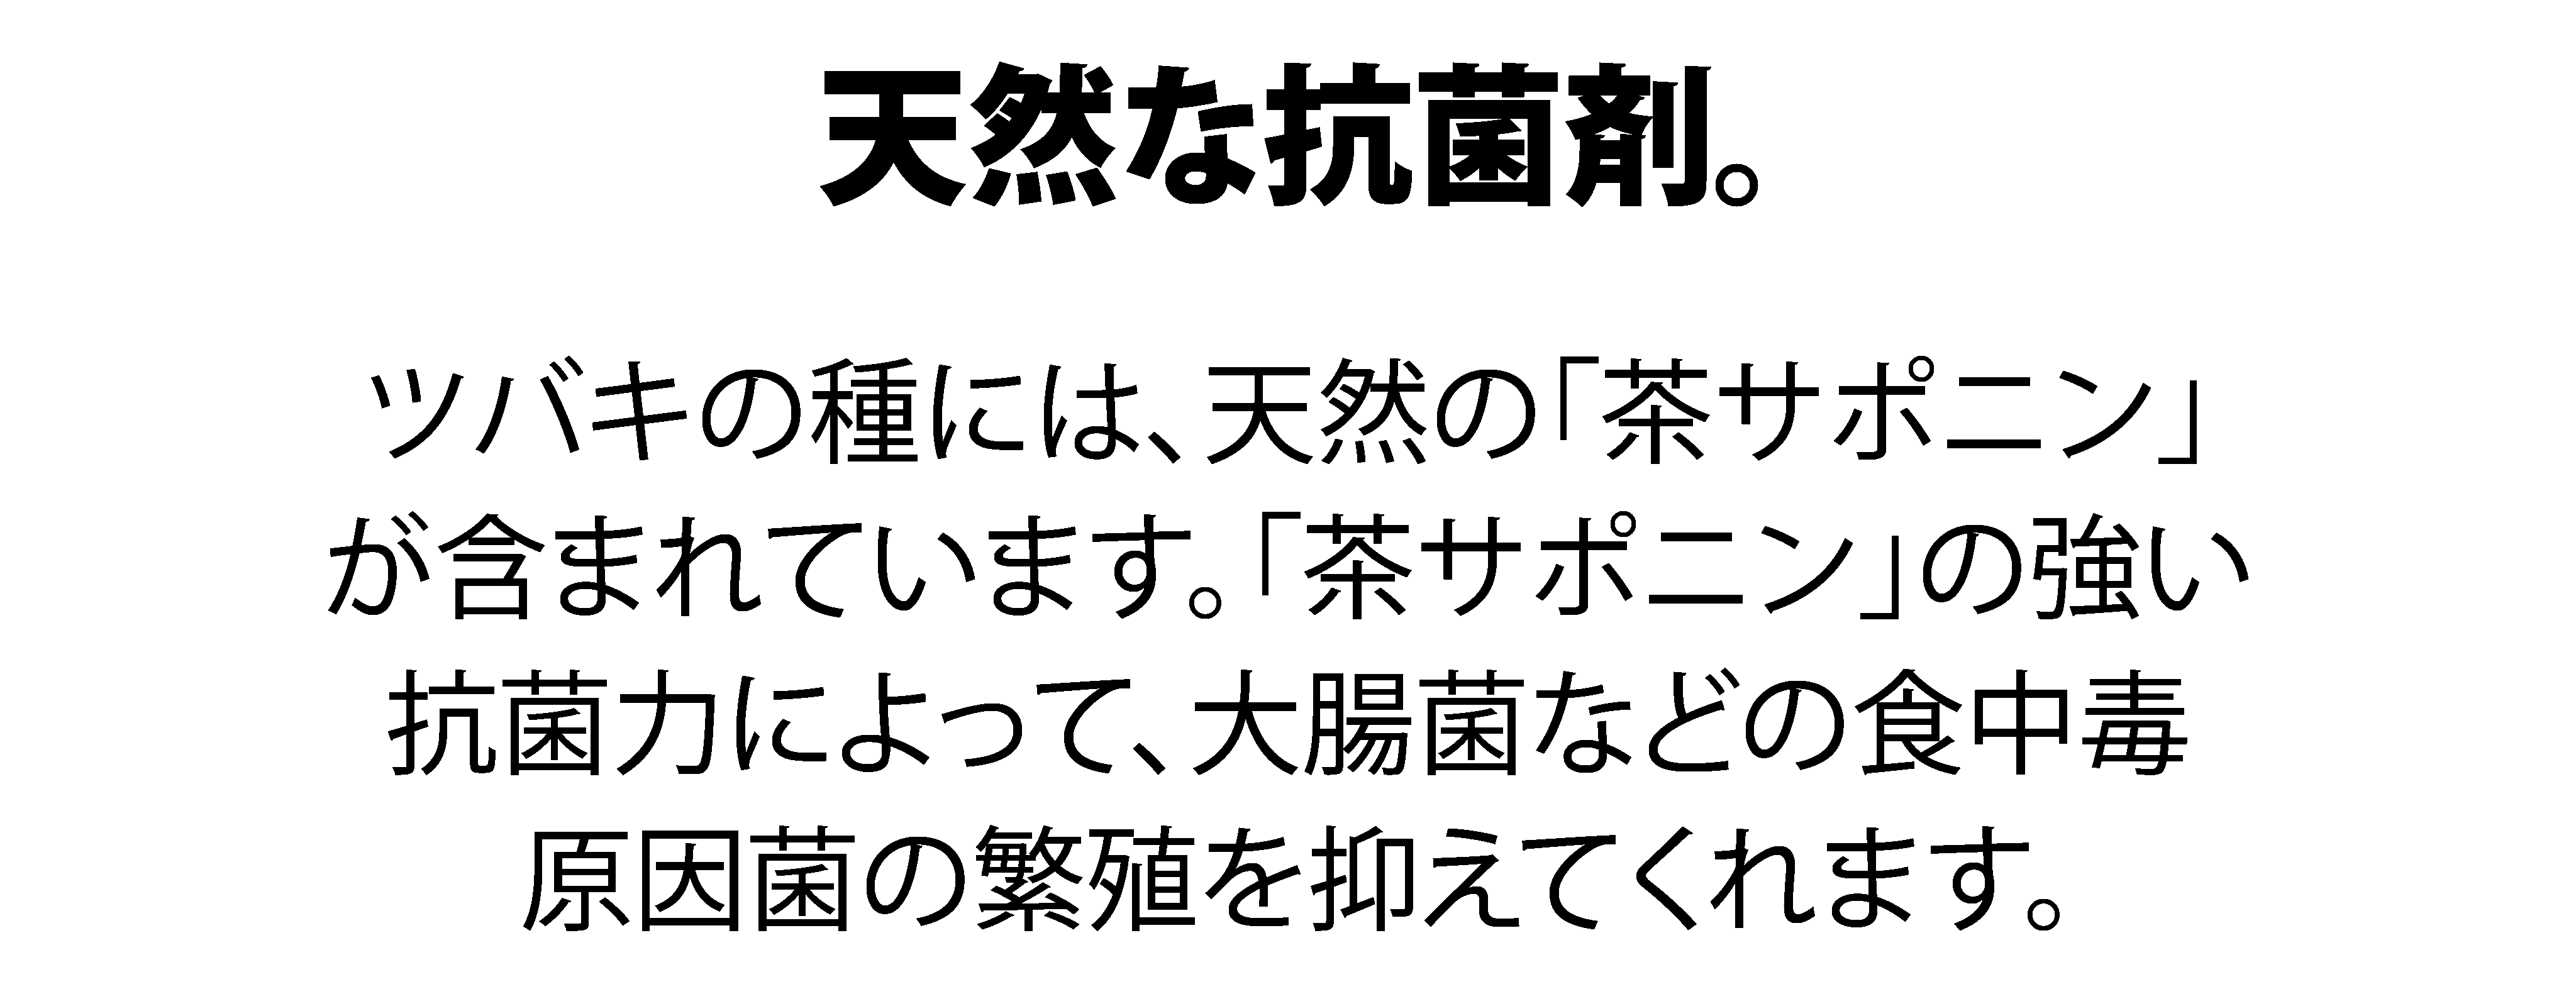 天然な抗菌剤。
ツバキの種には、天然の「茶サポニン」
が含まれています。「茶サポニン」の強い
抗菌力によって、大腸菌などの食中毒
原因菌の繁殖を抑えてくれます。